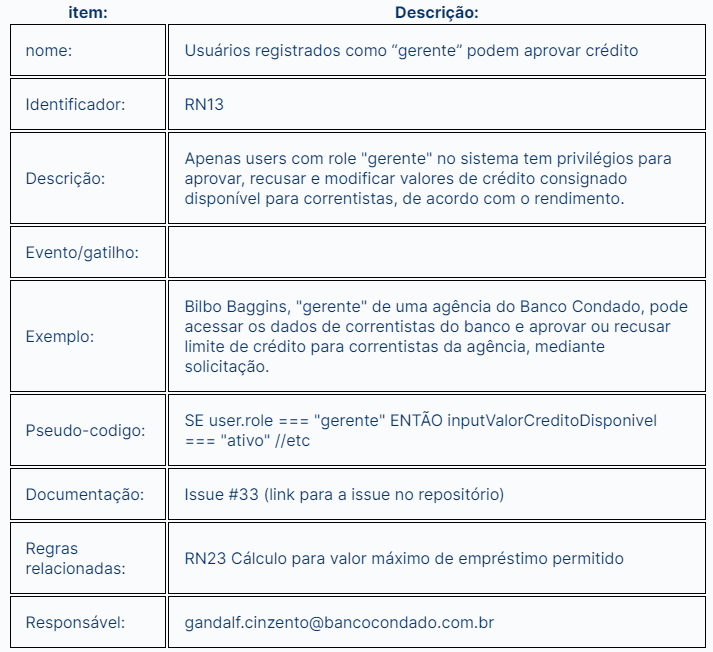 item: Descrição:
nome: Usuários registrados como “gerente” podem aprovar crédito
Identificador: RN13
Descrição: Apenas users com role "gerente" no sistema tem privilégios para
aprovar, recusar e modificar valores de crédito consignado
disponível para correntistas, de acordo com o rendimento.
Evento/gatilho:
Exemplo: Bilbo Baggins, "gerente" de uma agência do Banco Condado, pode
acessar os dados de correntistas do banco e aprovar ou recusar
limite de crédito para correntistas da agência, mediante
solicitação.
Pseudo-codigo: SE user.role === "gerente" ENTÃO inputValorCreditoDisponivel
=== "ativo" //etc
Documentação: Issue #33 (link para a issue no repositório)
Regras
relacionadas: RN23 Cálculo para valor máximo de empréstimo permitido
Responsável: gandalf.cinzento@bancocondado.com.br